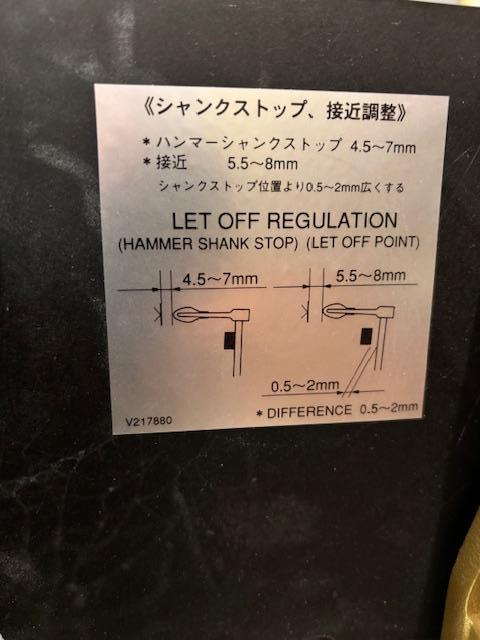 《シャンクストップ、接近調整》
* ハンマーシャンクストップ 4.5〜7mm
* 接近 5.5〜8mm
シャンクストップ位置より0.5〜2mm広くする
LET OFF REGULATION
(HAMMER SHANK STOP) (LET OFF POINT)
4.5〜7mm 5.5〜8mm
0.5〜2mm
* DIFFERENCE 0.5〜2mm
V217880